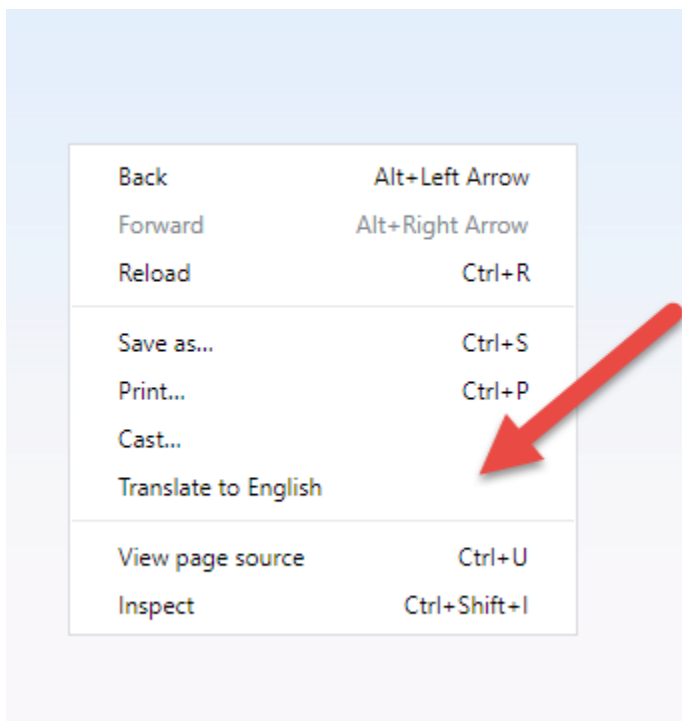 Back Alt+Left Arrow
Forward Alt+Right Arrow
Reload Ctrl+R
Save as... Ctrl+S
Print... Ctrl+P
Cast...
Translate to English
View page source Ctrl+U
Inspect Ctrl+Shift+I